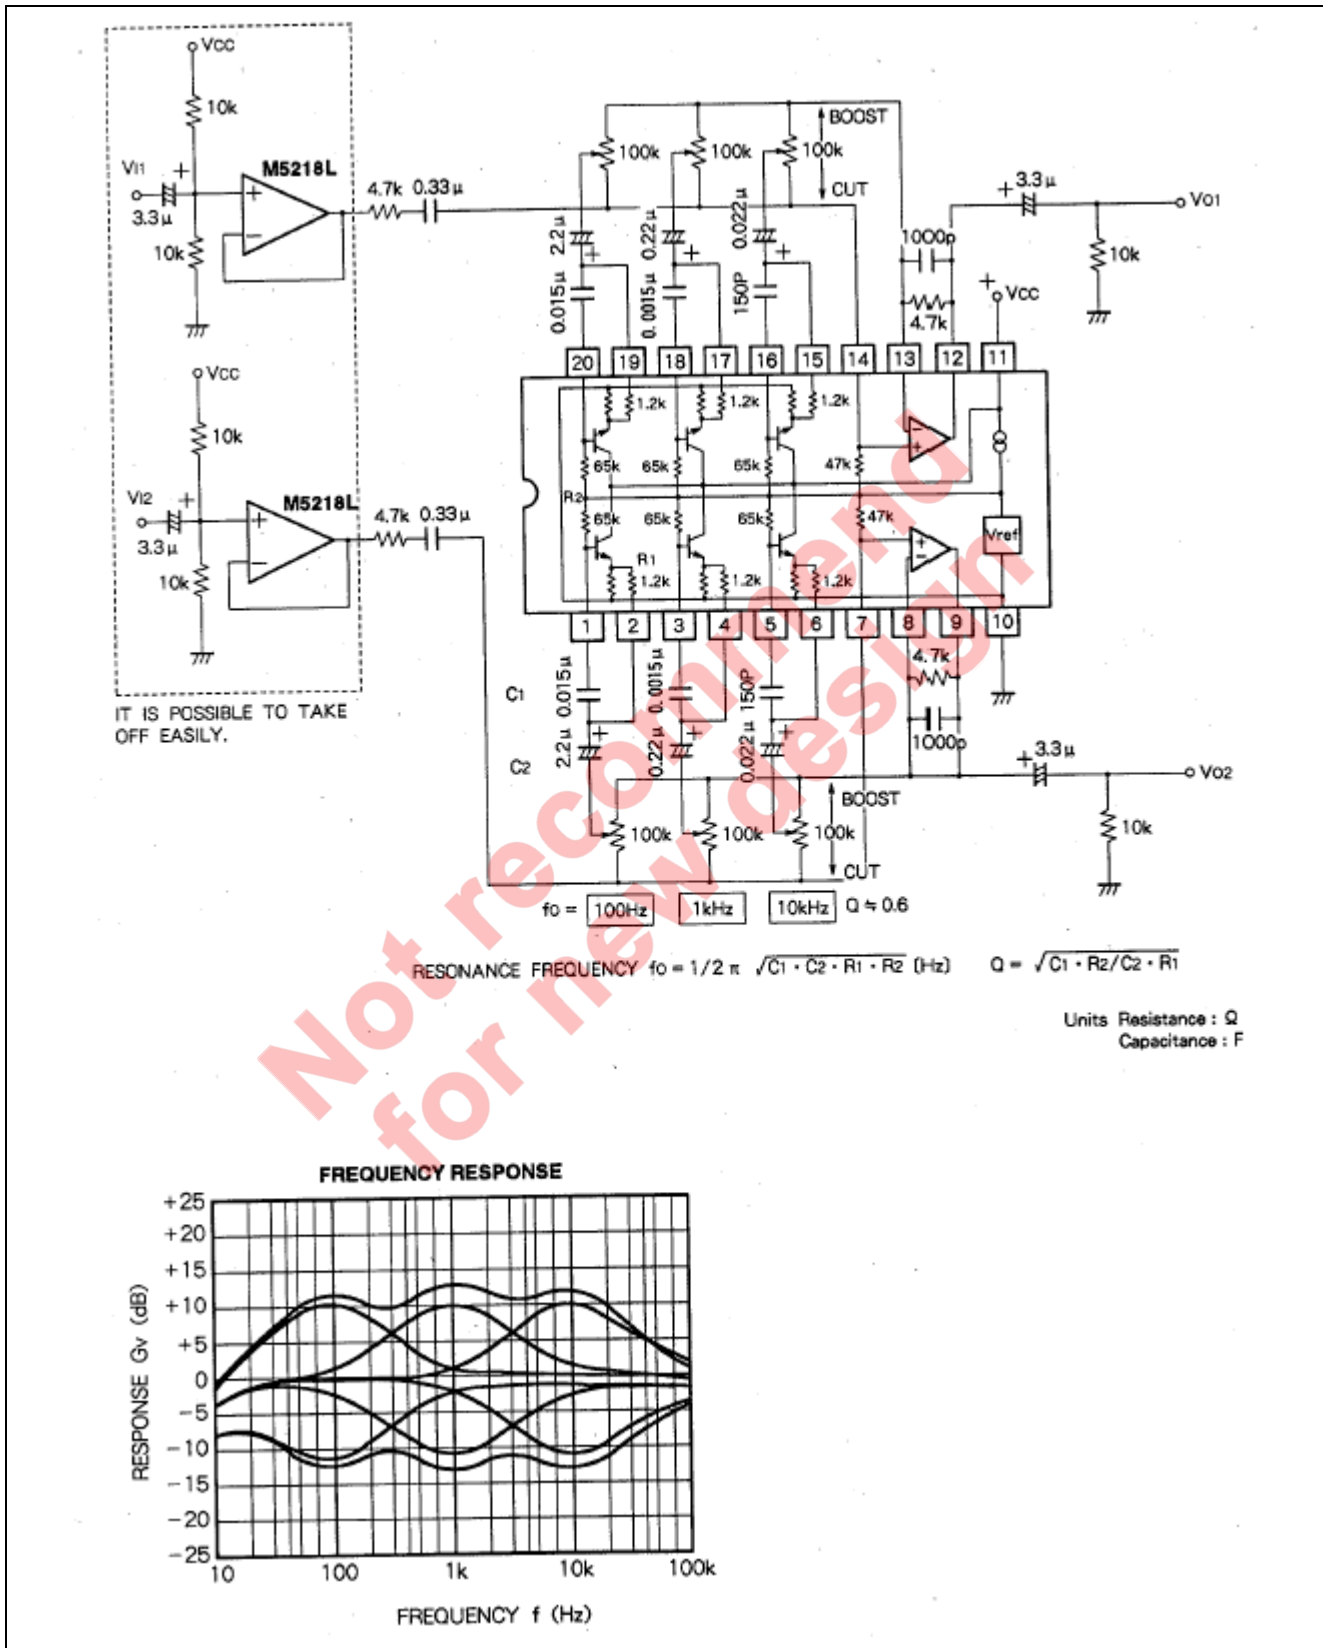 VCC
10k
VI1
+
3.3μ
M5218L
+
−
10k
4.7k 0.33μ
VCC
10k
VI2
+
3.3μ
M5218L
+
−
10k
4.7k 0.33μ
IT IS POSSIBLE TO TAKE
OFF EASILY.
BOOST
100k 100k 100k
CUT
2.2μ 0.22μ 0.022μ
+ + +
0.015μ 0.0015μ 150P
3.3μ
+
VO1
10k
1000p
4.7k
+
VCC
20 19 18 17 16 15 14 13 12 11
1.2k 1.2k 1.2k
65k 65k 65k 47k
−
+
R2
65k 65k 65k 47k
R1
1.2k 1.2k 1.2k
+
−
Vref
1 2 3 4 5 6 7 8 9 10
C1 0.015μ 0.0015μ 150P
4.7k
1000p
+ + +
C2 2.2μ 0.22μ 0.022μ
3.3μ
+
VO2
10k
BOOST
100k 100k 100k
CUT
fo = 100Hz 1kHz 10kHz Q ≒ 0.6
RESONANCE FREQUENCY fo = 1/2 π √C1 · C2 · R1 · R2 [Hz] Q = √C1 · R2/C2 · R1
Units Resistance : Ω
Capacitance : F
Not recommend
for new design
FREQUENCY RESPONSE
RESPONSE Gv (dB)
+25
+20
+15
+10
+5
0
−5
−10
−15
−20
−25
10 100 1k 10k 100k
FREQUENCY f (Hz)